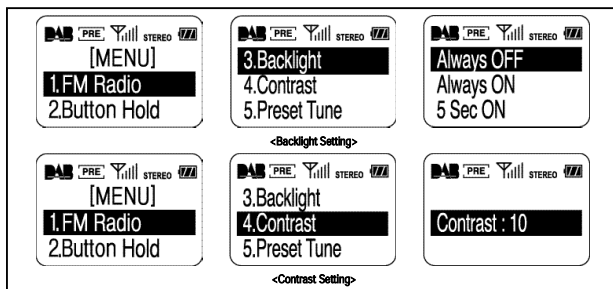 DAB PRE STEREO
[MENU]
1.FM Radio
2.Button Hold
DAB PRE STEREO
3.Backlight
4.Contrast
5.Preset Tune
DAB PRE STEREO
Always OFF
Always ON
5 Sec ON
<Backlight Setting>
DAB PRE STEREO
[MENU]
1.FM Radio
2.Button Hold
DAB PRE STEREO
3.Backlight
4.Contrast
5.Preset Tune
DAB PRE STEREO
Contrast : 10
<Contrast Setting>